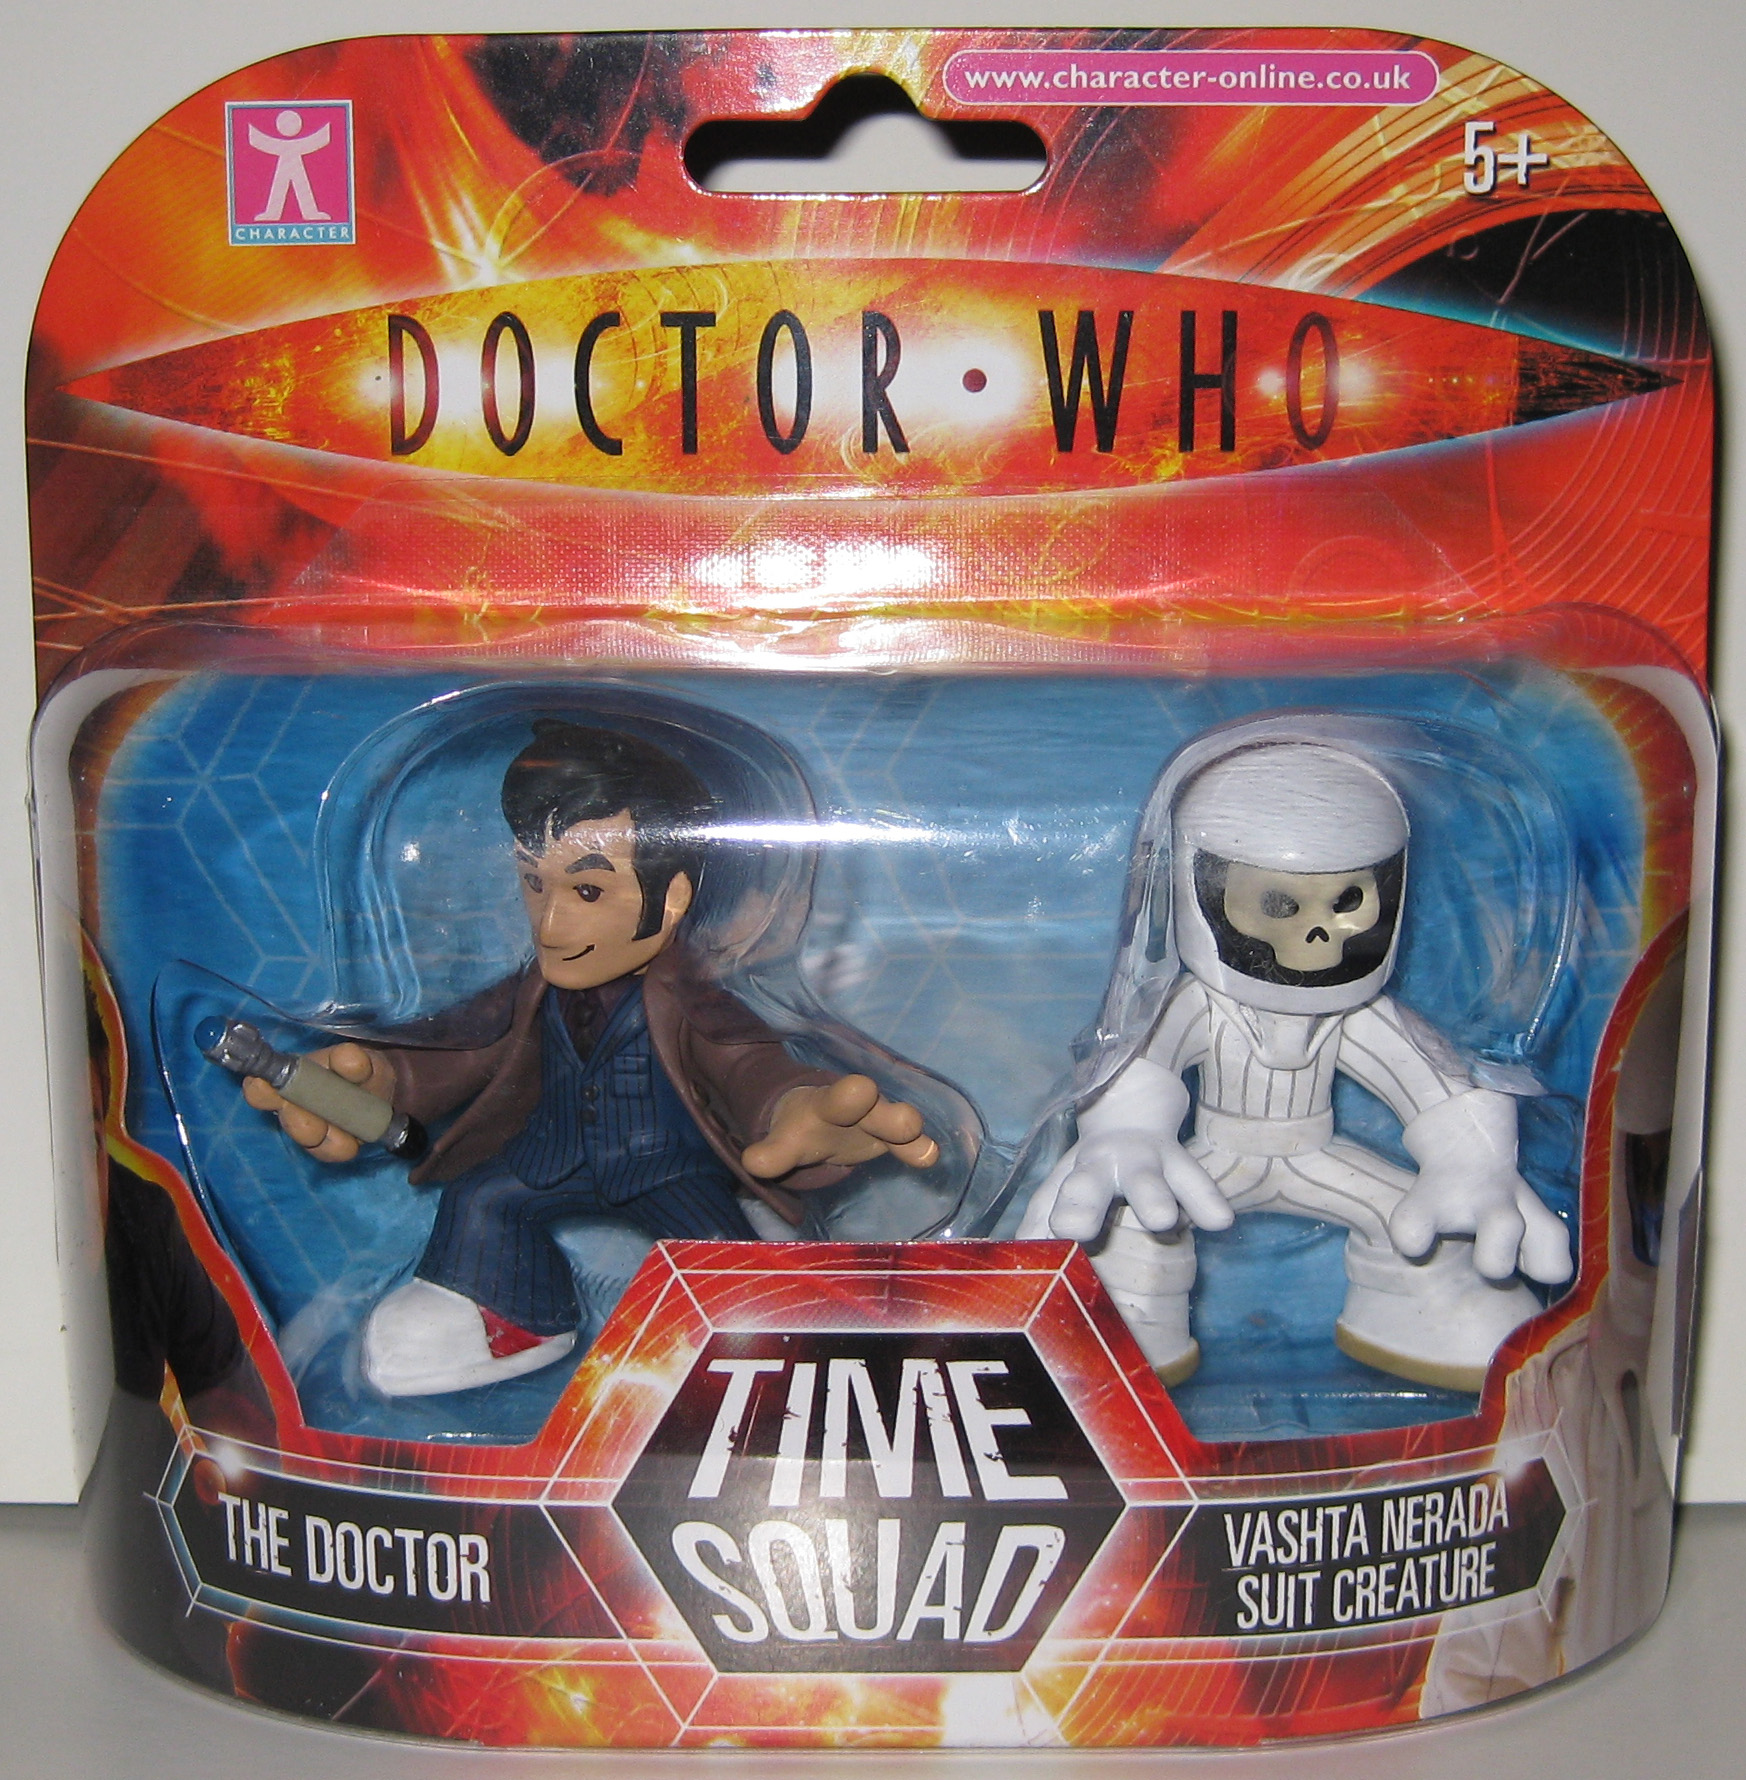 www.character-online.co.uk
5+
CHARACTER
DOCTOR · WHO
TIME
SQUAD
THE DOCTOR
VASHTA NERADA
SUIT CREATURE